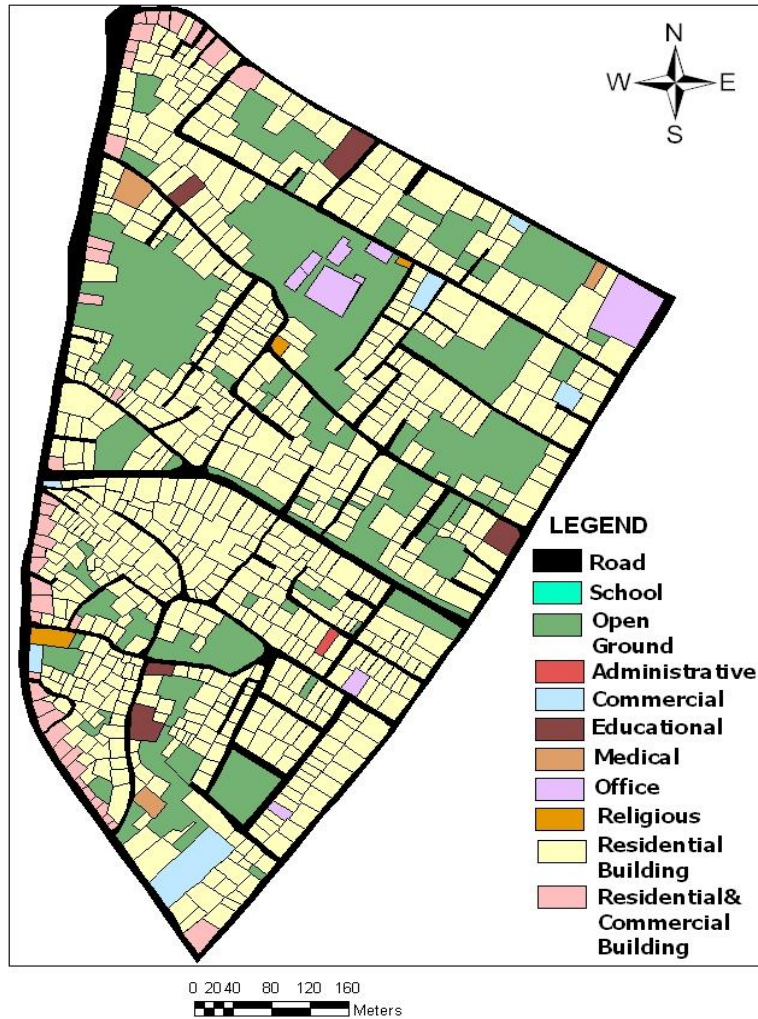 N
W E
S
LEGEND
Road
School
Open
Ground
Administrative
Commercial
Educational
Medical
Office
Religious
Residential
Building
Residential&
Commercial
Building
0 20 40 80 120 160
Meters